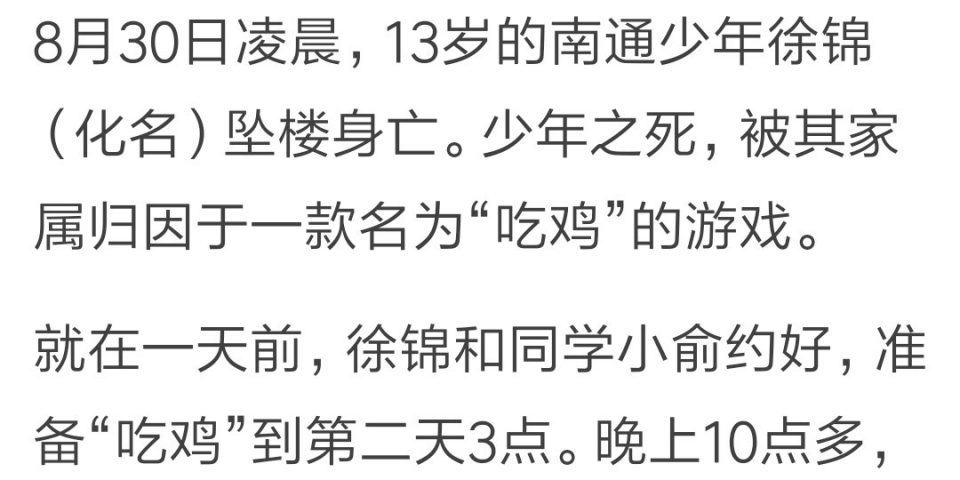 8月30日凌晨，13岁的南通少年徐锦
（化名）坠楼身亡。少年之死，被其家
属归因于一款名为“吃鸡”的游戏。
就在一天前，徐锦和同学小俞约好，准
备“吃鸡”到第二天3点。晚上10点多，